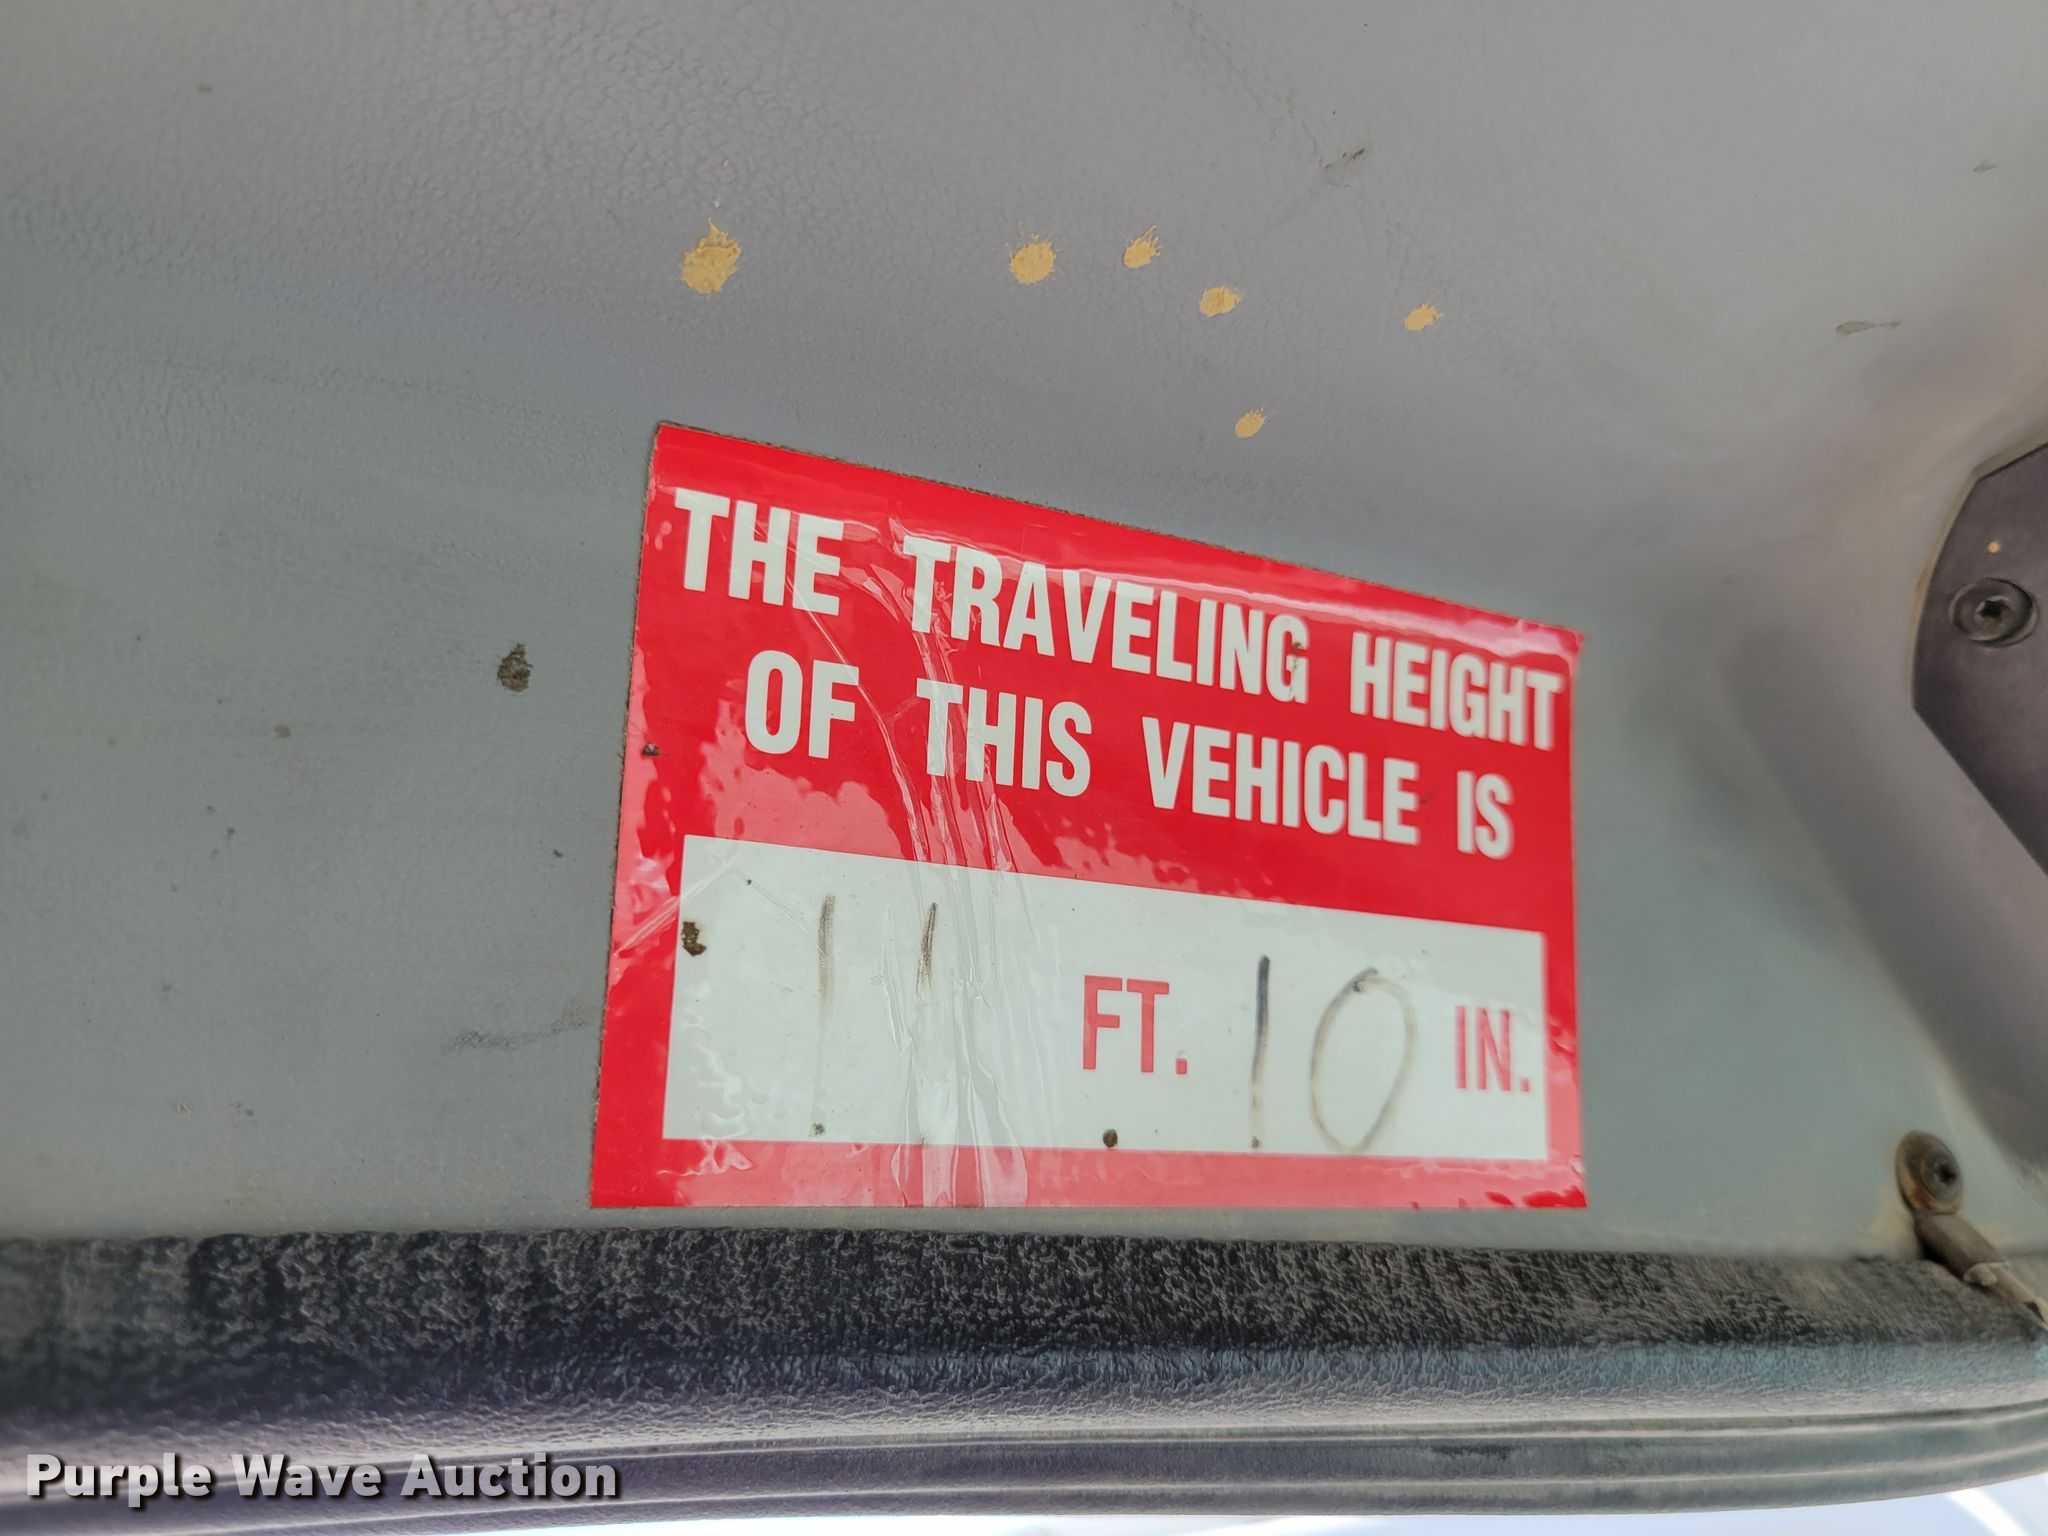 THE TRAVELING HEIGHT
OF THIS VEHICLE IS
11 FT. 10 IN.
Purple Wave Auction